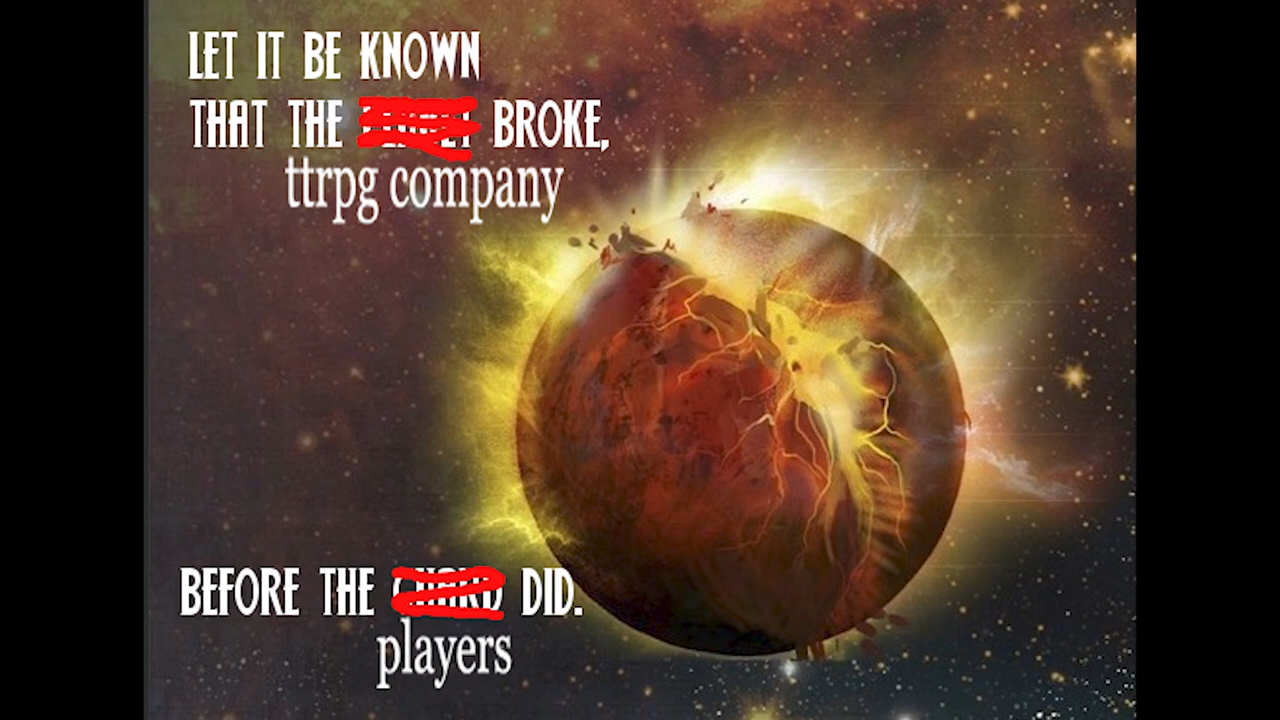 LET IT BE KNOWN
THAT THE BROKE,
ttrpg company
BEFORE THE DID.
players